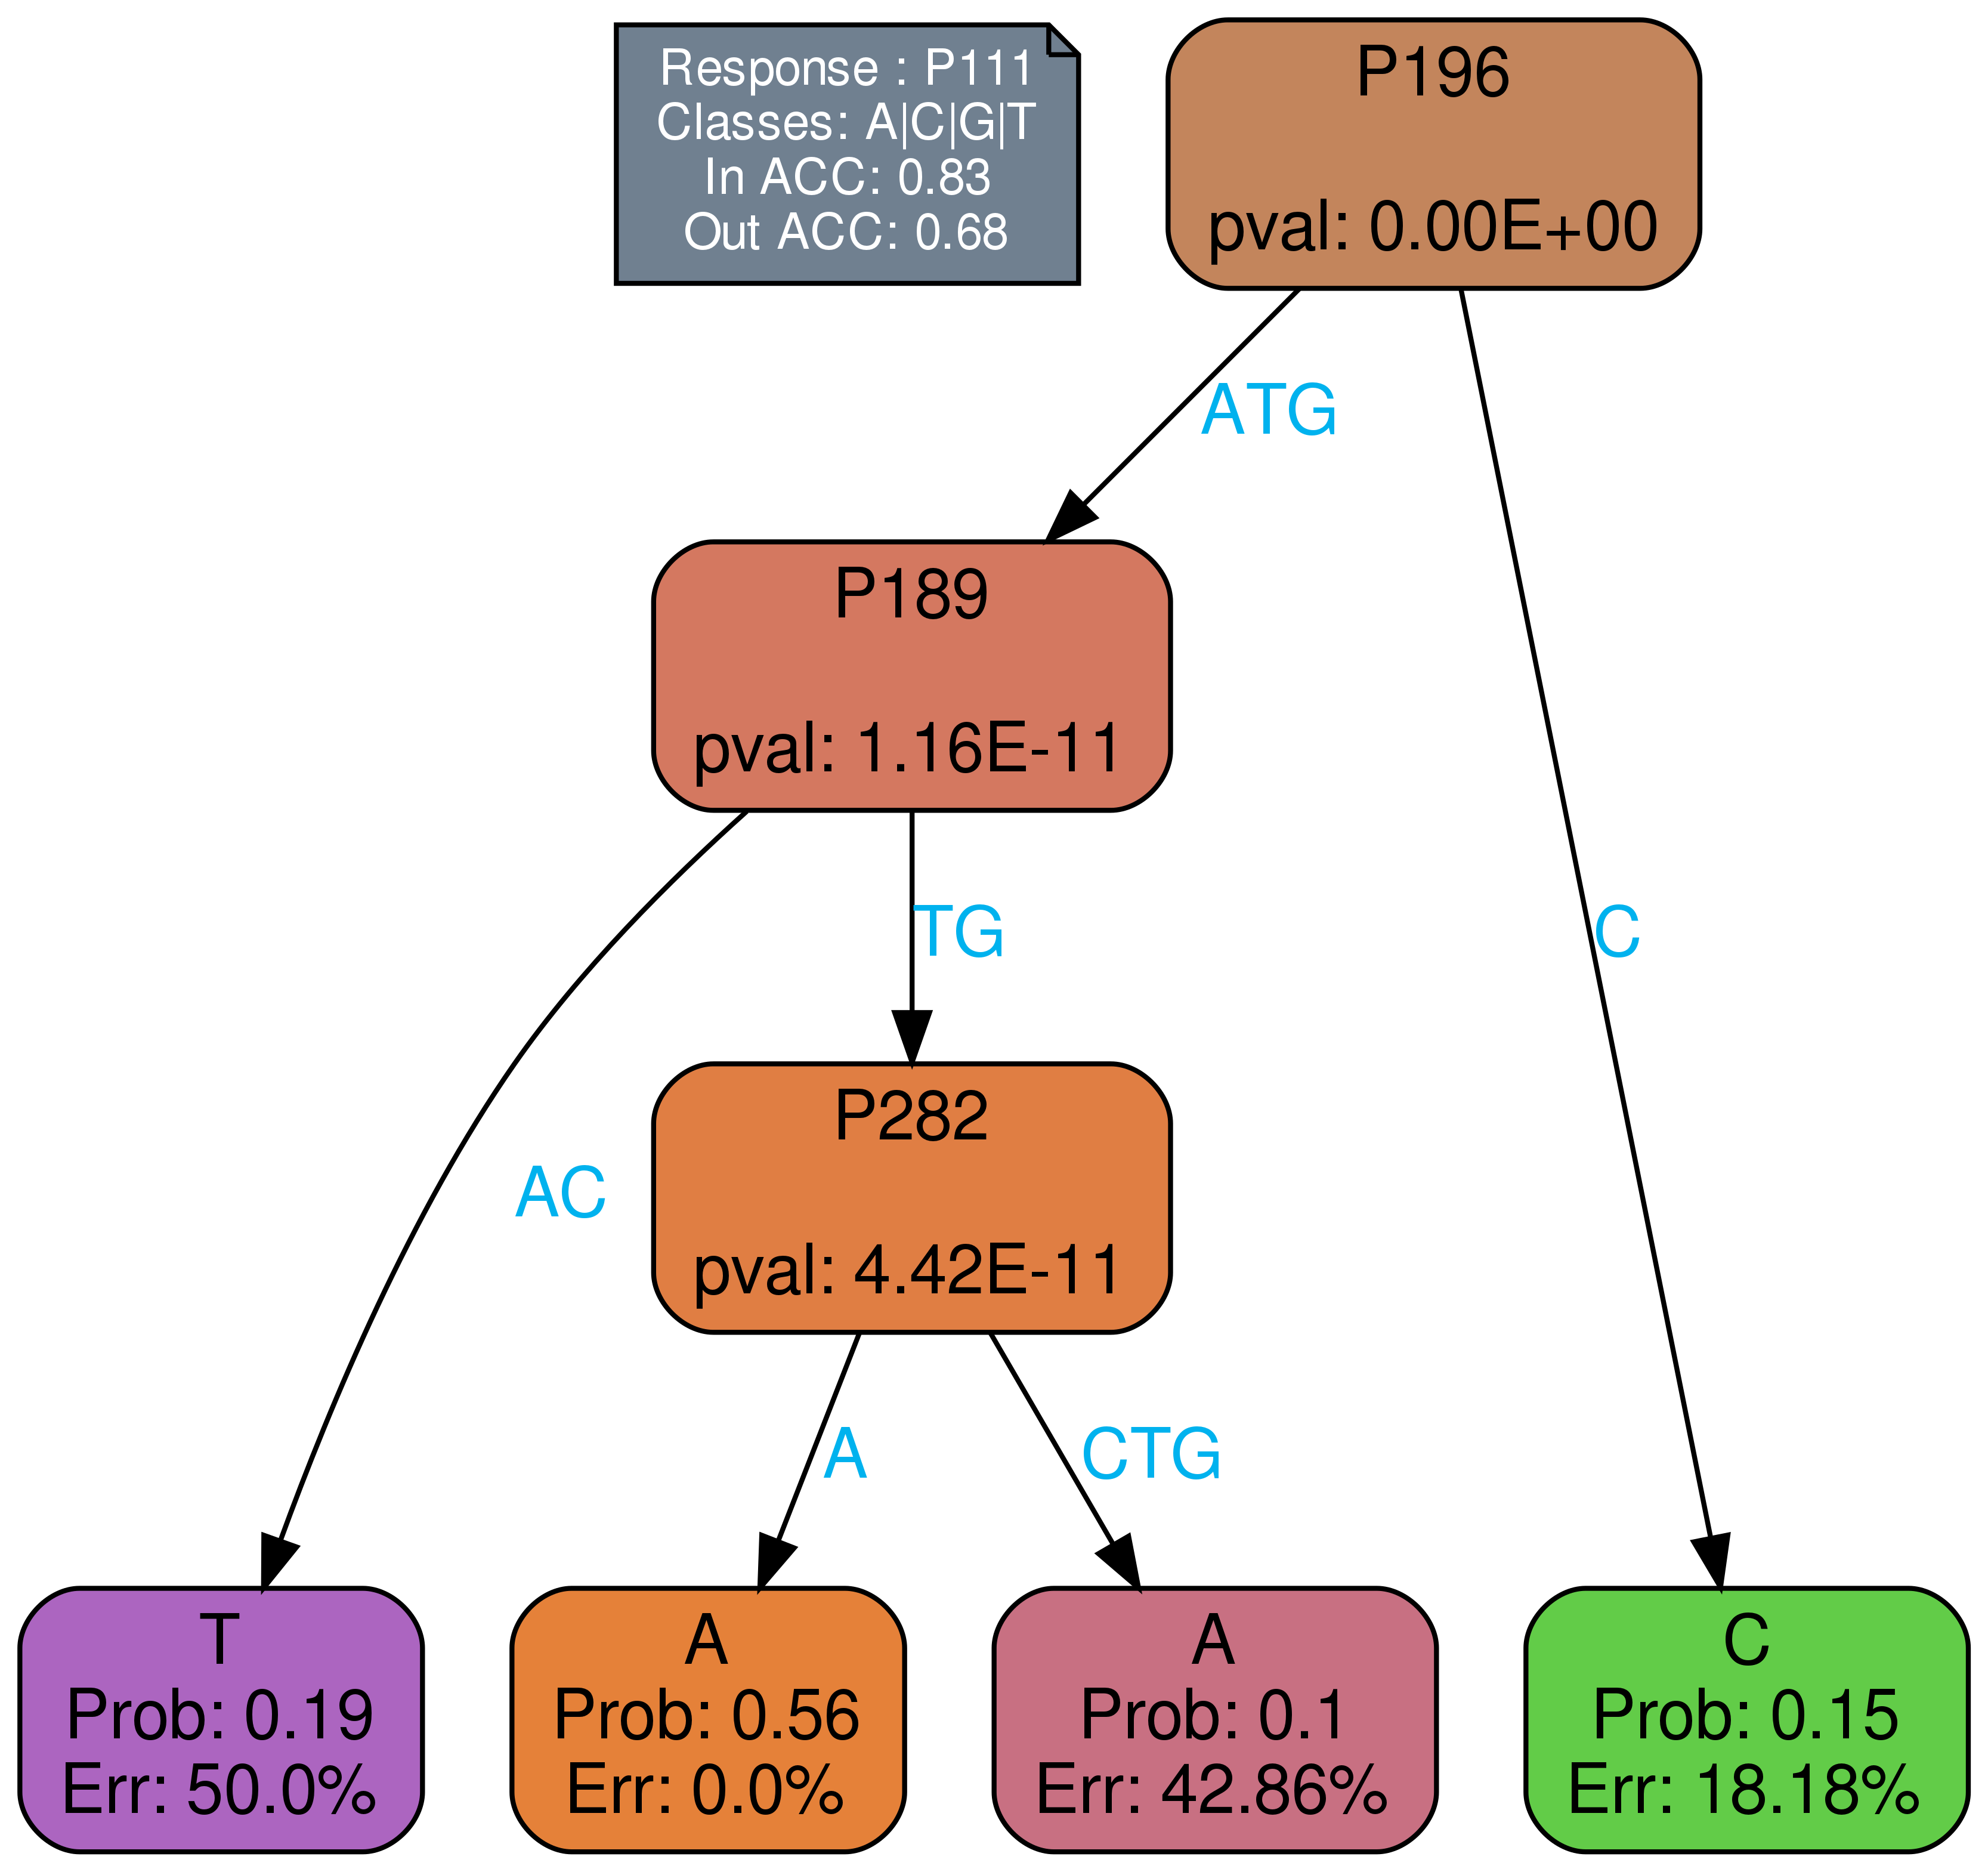 Response : P111
Classes: A|C|G|T
In ACC: 0.83
Out ACC: 0.68
P196
pval: 0.00E+00
ATG
P189
pval: 1.16E-11
TG
C
P282
pval: 4.42E-11
AC
A
CTG
T
Prob: 0.19
Err: 50.0%
A
Prob: 0.56
Err: 0.0%
A
Prob: 0.1
Err: 42.86%
C
Prob: 0.15
Err: 18.18%